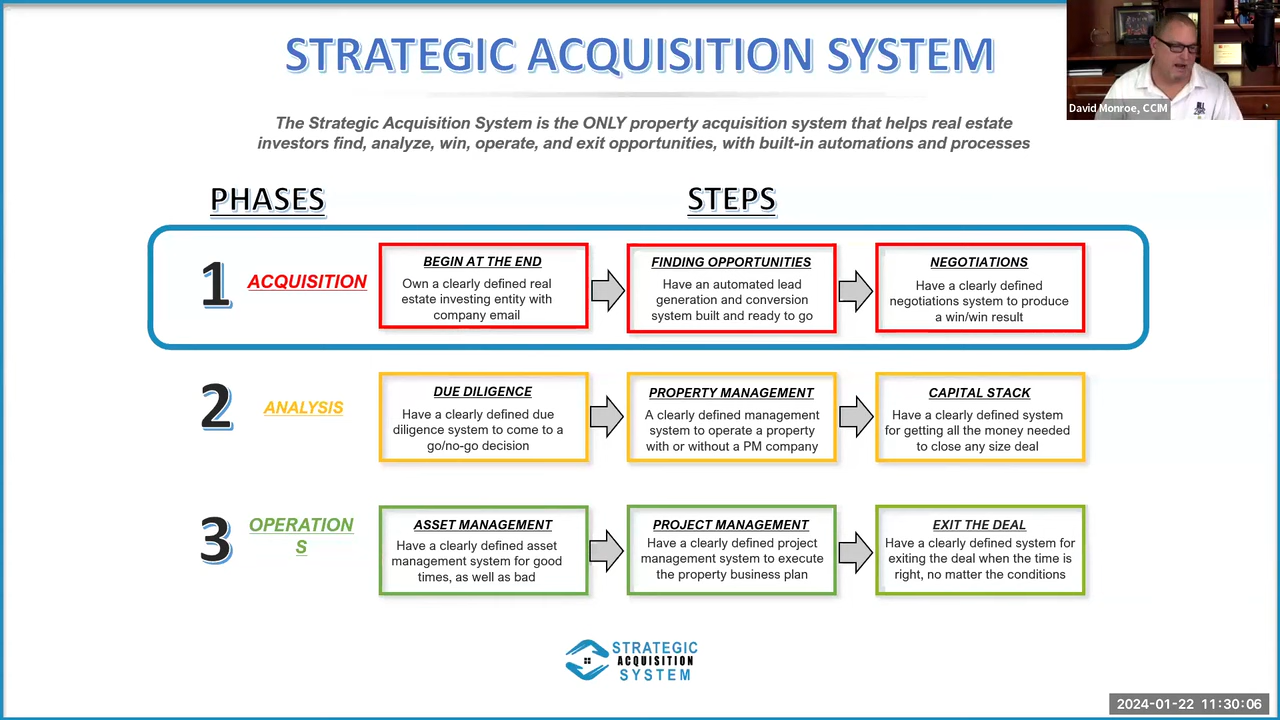 STRATEGIC ACQUISITION SYSTEM
David Monroe, CCIM
The Strategic Acquisition System is the ONLY property acquisition system that helps real estate
investors find, analyze, win, operate, and exit opportunities, with built-in automations and processes
PHASES
STEPS
1
ACQUISITION
BEGIN AT THE END
Own a clearly defined real
estate investing entity with
company email
FINDING OPPORTUNITIES
Have an automated lead
generation and conversion
system built and ready to go
NEGOTIATIONS
Have a clearly defined
negotiations system to produce
a win/win result
2
ANALYSIS
DUE DILIGENCE
Have a clearly defined due
diligence system to come to a
go/no-go decision
PROPERTY MANAGEMENT
A clearly defined management
system to operate a property
with or without a PM company
CAPITAL STACK
Have a clearly defined system
for getting all the money needed
to close any size deal
3
OPERATION
S
ASSET MANAGEMENT
Have a clearly defined asset
management system for good
times, as well as bad
PROJECT MANAGEMENT
Have a clearly defined project
management system to execute
the property business plan
EXIT THE DEAL
Have a clearly defined system for
exiting the deal when the time is
right, no matter the conditions
STRATEGIC
ACQUISITION
SYSTEM
2024-01-22 11:30:06